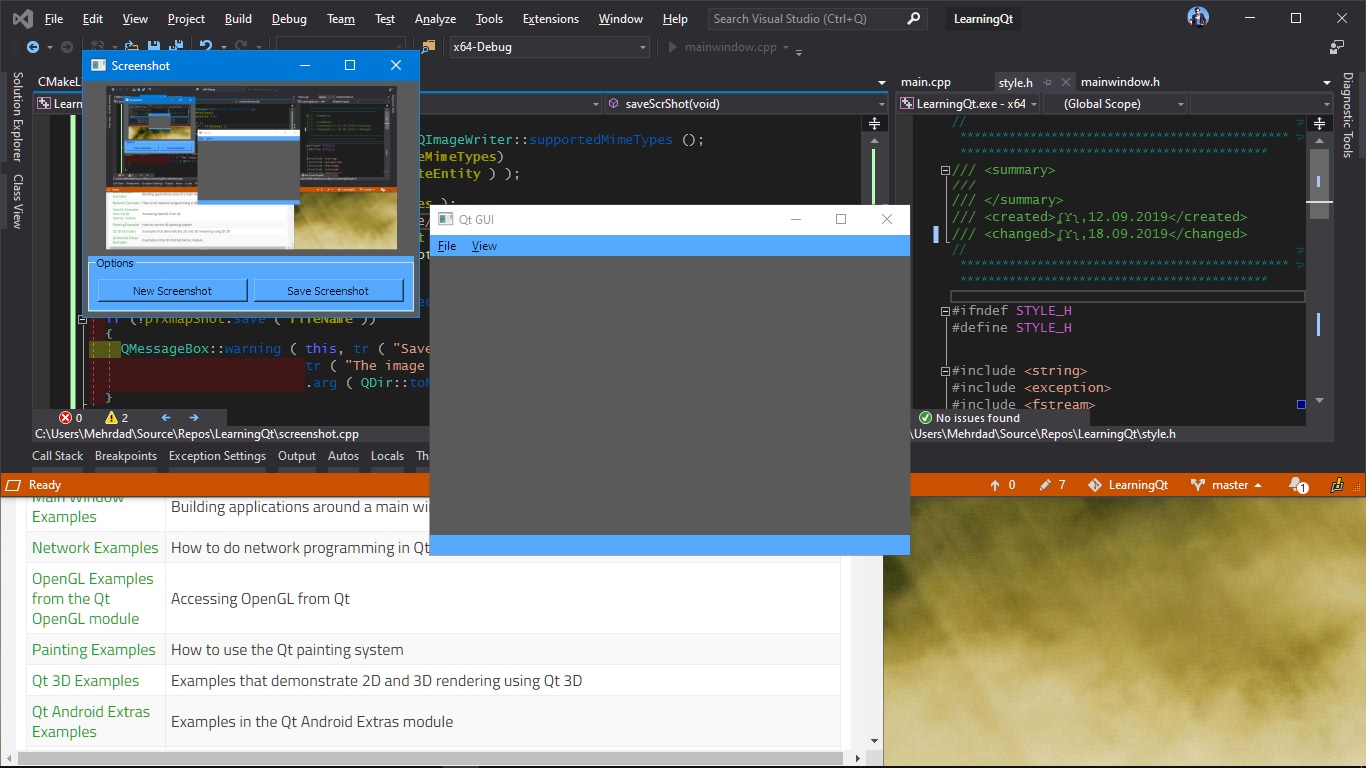 File Edit View Project Build Debug Team Test Analyze Tools Extensions Window Help Search Visual Studio (Ctrl+Q) LearningQt
x64-Debug mainwindow.cpp
Screenshot
Options
New Screenshot Save Screenshot
Solution Explorer
Class View
CMakeLi
Learn
saveScrShot(void)
QImageWriter::supportedMimeTypes ();
eMimeTypes)
teEntity ) );
es );
if (!pixmapShot.save ( fileName ))
{
QMessageBox::warning ( this, tr ( "Save
tr ( "The image
.arg ( QDir::toN
}
0 2
C:\Users\Mehrdad\Source\Repos\LearningQt\screenshot.cpp
Call Stack Breakpoints Exception Settings Output Autos Locals Th
Qt GUI
File View
main.cpp style.h mainwindow.h
LearningQt.exe - x64 (Global Scope)
//
****************************************
**************************************
/// <summary>
///
/// </summary>
/// <created>ʆʏʅ,12.09.2019</created>
/// <changed>ʆʏʅ,18.09.2019</changed>
//
****************************************
**************************************
#ifndef STYLE_H
#define STYLE_H
#include <string>
#include <exception>
#include <fstream>
No issues found
\Users\Mehrdad\Source\Repos\LearningQt\style.h
Diagnostic Tools
Ready 0 7 LearningQt master 1
Main Window Examples
Building applications around a main wi
Network Examples
How to do network programming in Qt
OpenGL Examples
from the Qt
OpenGL module
Accessing OpenGL from Qt
Painting Examples
How to use the Qt painting system
Qt 3D Examples
Examples that demonstrate 2D and 3D rendering using Qt 3D
Qt Android Extras
Examples
Examples in the Qt Android Extras module